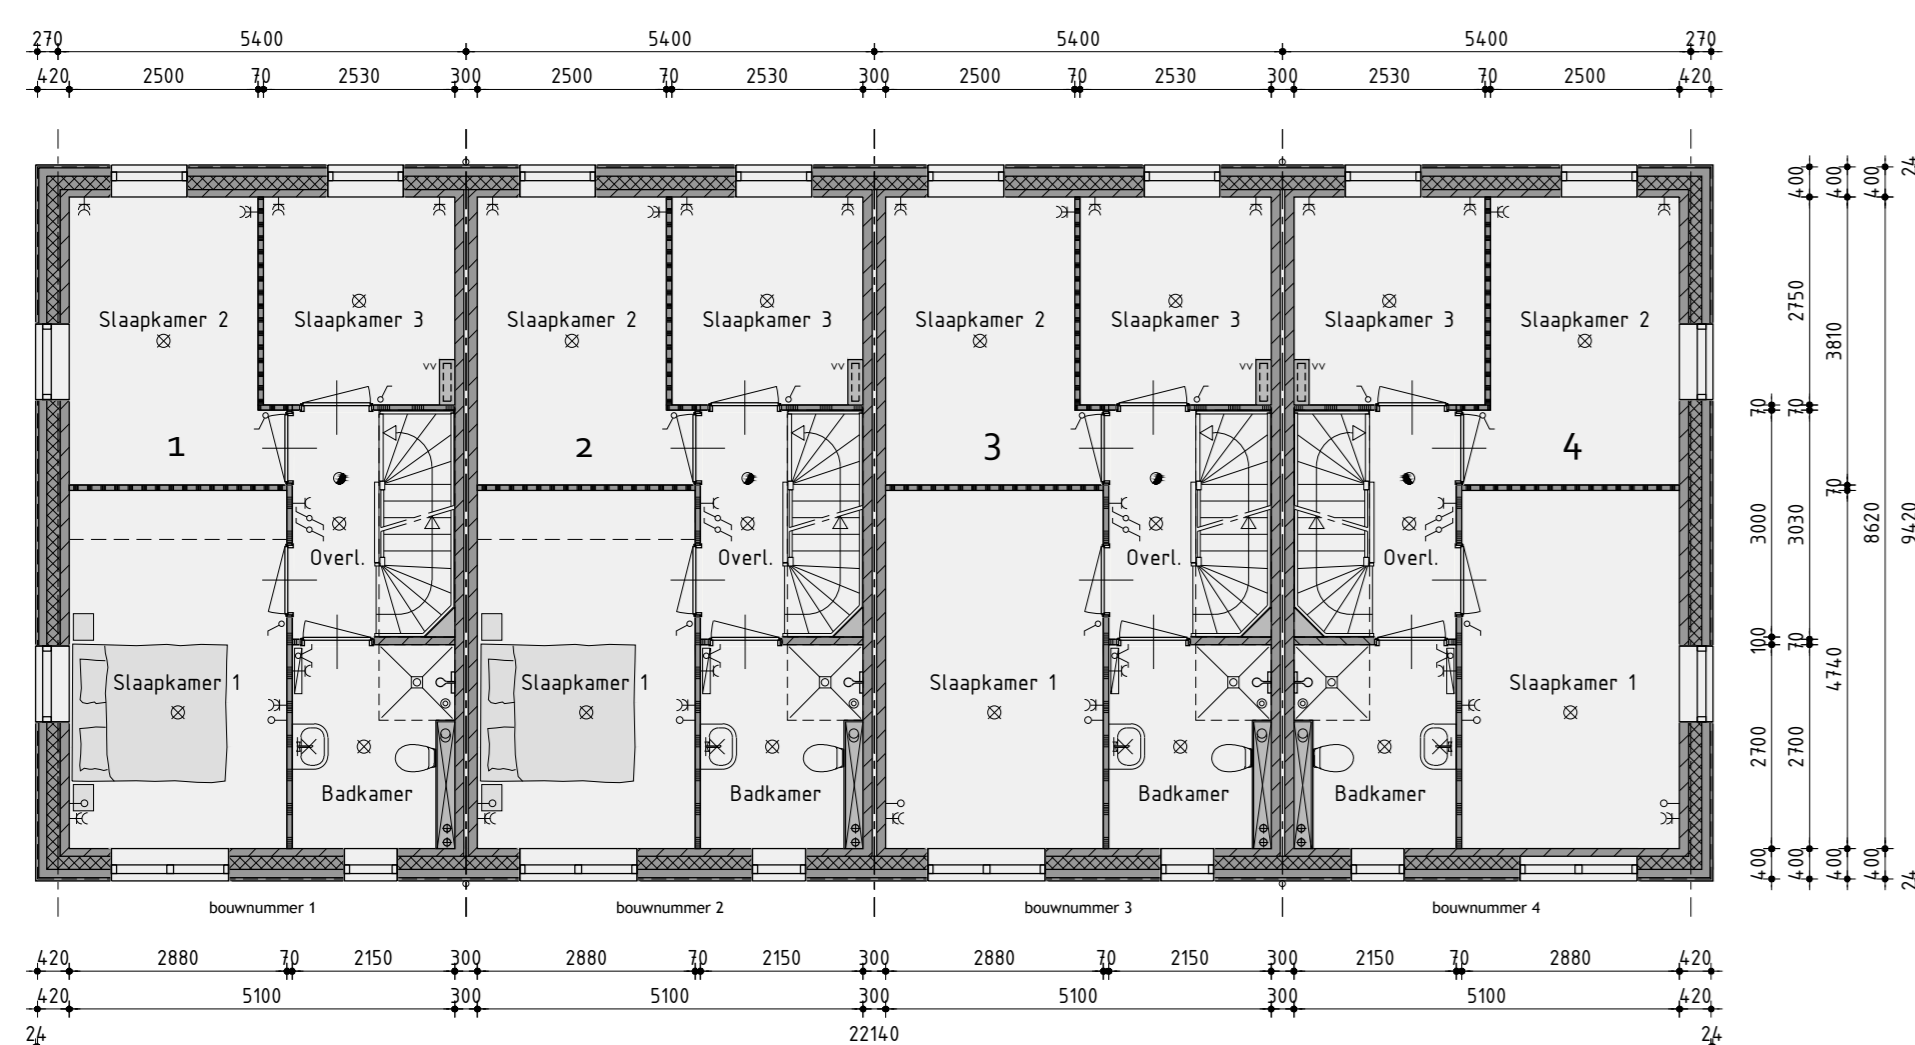 270 5400 5400 5400 5400 270
420 2500 70 2530 300 2500 70 2530 300 2500 70 2530 300 2530 70 2500 420
Slaapkamer 2 Slaapkamer 3 Slaapkamer 2 Slaapkamer 3 Slaapkamer 2 Slaapkamer 3 Slaapkamer 3 Slaapkamer 2
vv vv vv vv
1 2 3 4
Overl. Overl. Overl. Overl.
Slaapkamer 1 Slaapkamer 1 Slaapkamer 1 Slaapkamer 1
Badkamer Badkamer Badkamer Badkamer
bouwnummer 1 bouwnummer 2 bouwnummer 3 bouwnummer 4
420 2880 70 2150 300 2880 70 2150 300 2880 70 2150 300 2150 70 2880 420
420 5100 300 5100 300 5100 300 5100 420
24 22140 24
70 3000 100 2700 400
400 2750 70 3030 70 2700 400
400 3810 70 4740 400
400 8620 400
24 9420 24